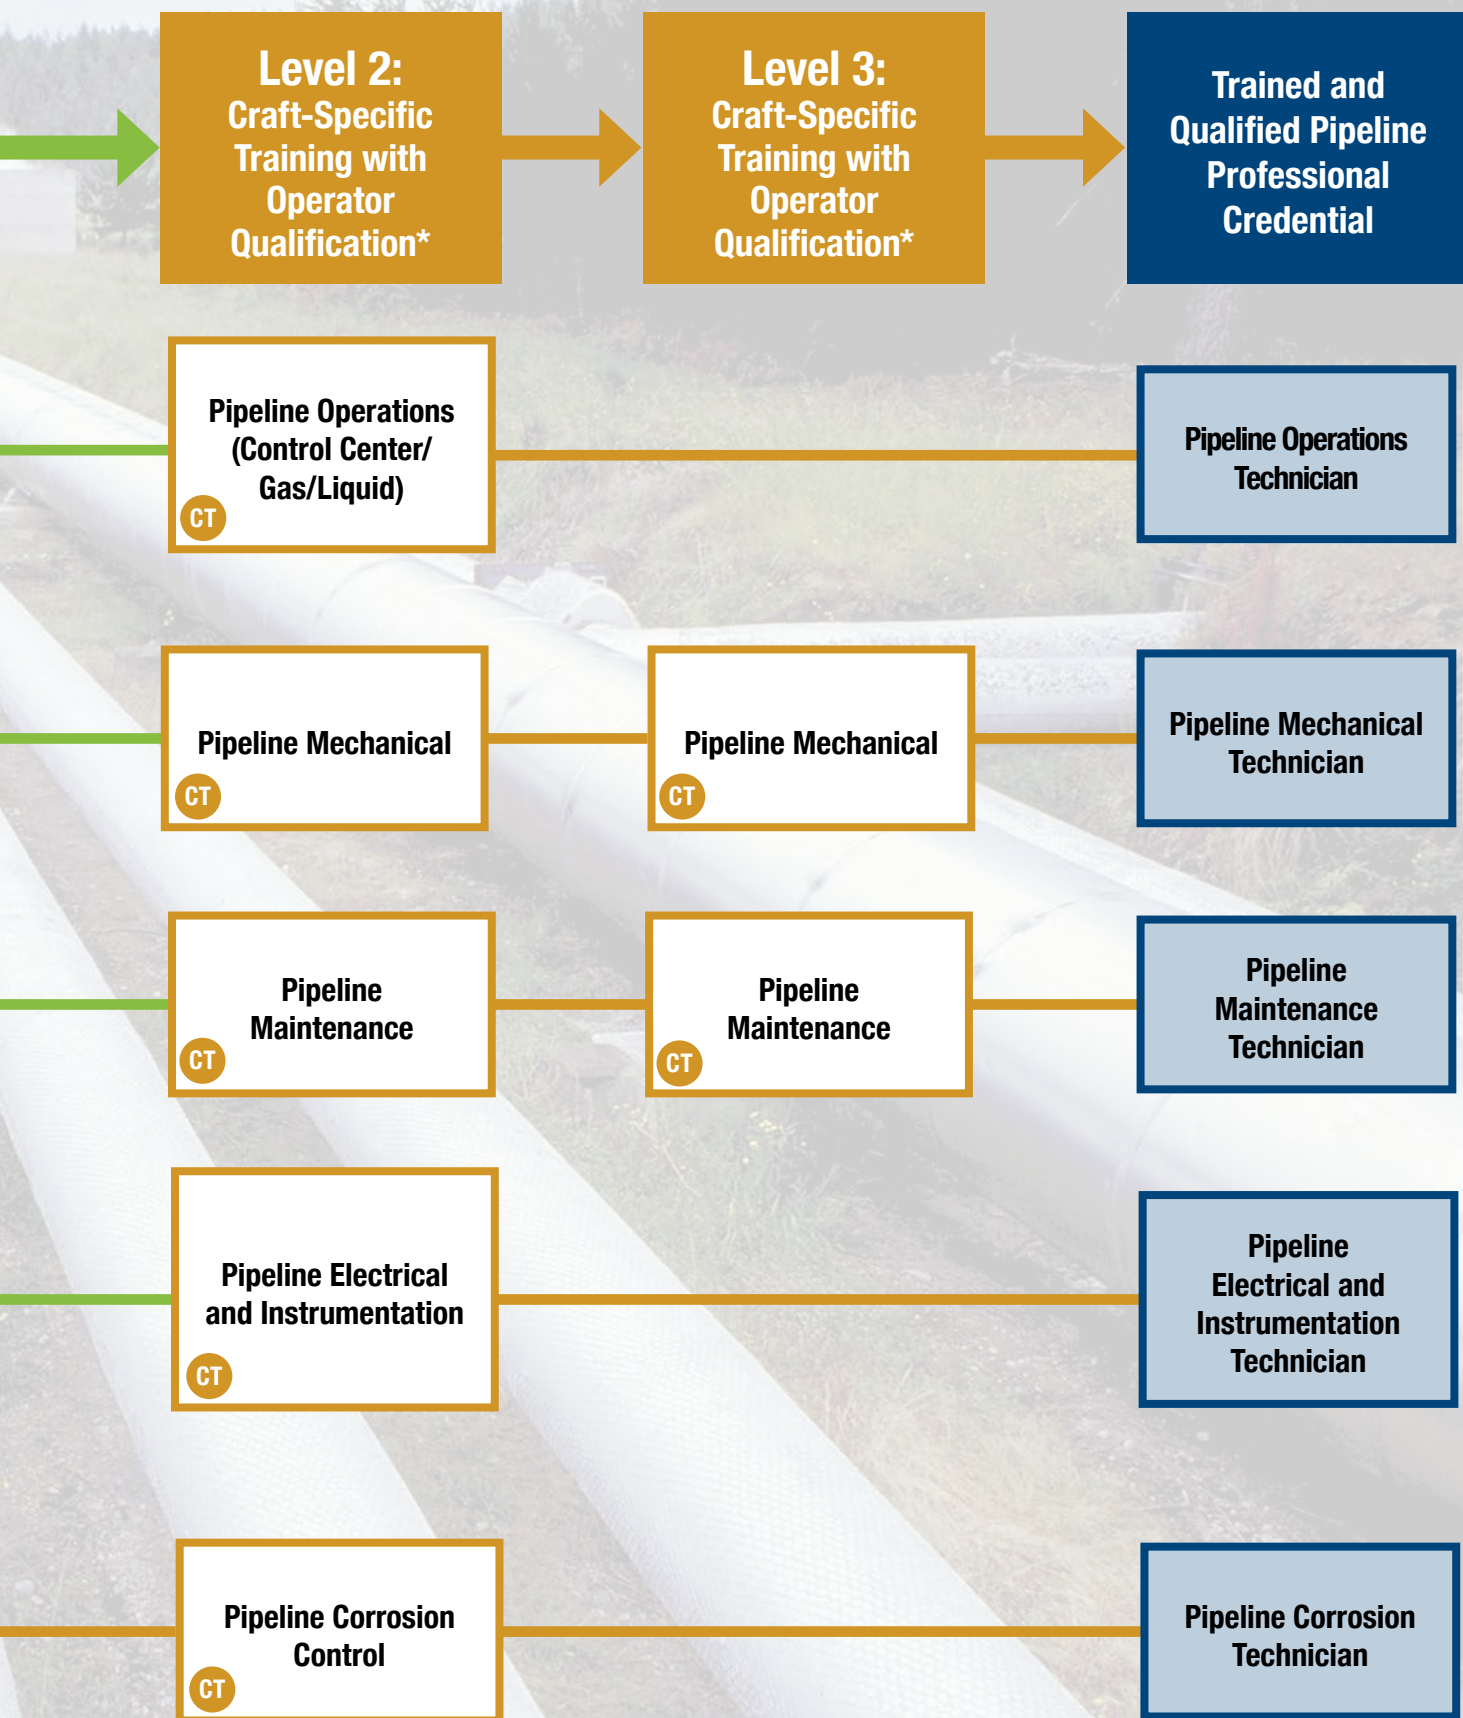 Level 2:
Craft-Specific
Training with
Operator
Qualification*
Level 3:
Craft-Specific
Training with
Operator
Qualification*
Trained and
Qualified Pipeline
Professional
Credential
Pipeline Operations
(Control Center/
Gas/Liquid)
CT
Pipeline Operations
Technician
Pipeline Mechanical
CT
Pipeline Mechanical
CT
Pipeline Mechanical
Technician
Pipeline
Maintenance
CT
Pipeline
Maintenance
CT
Pipeline
Maintenance
Technician
Pipeline Electrical
and Instrumentation
CT
Pipeline
Electrical and
Instrumentation
Technician
Pipeline Corrosion
Control
CT
Pipeline Corrosion
Technician